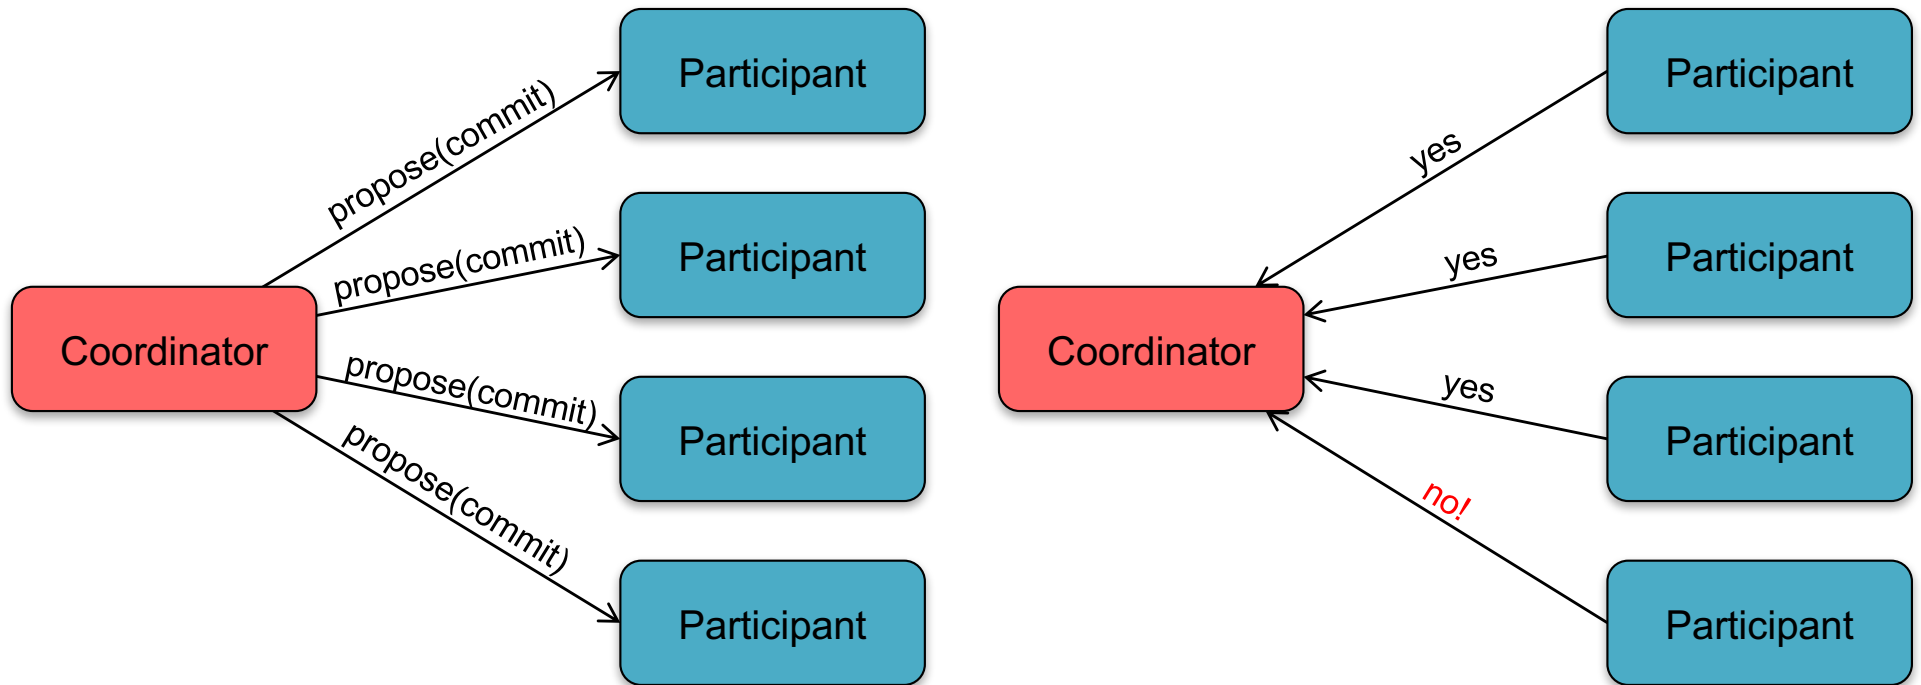 Participant
propose(commit)
Participant
propose(commit)
Coordinator
propose(commit)
Participant
propose(commit)
Participant
Participant
yes
Participant
yes
Coordinator
yes
Participant
no!
Participant